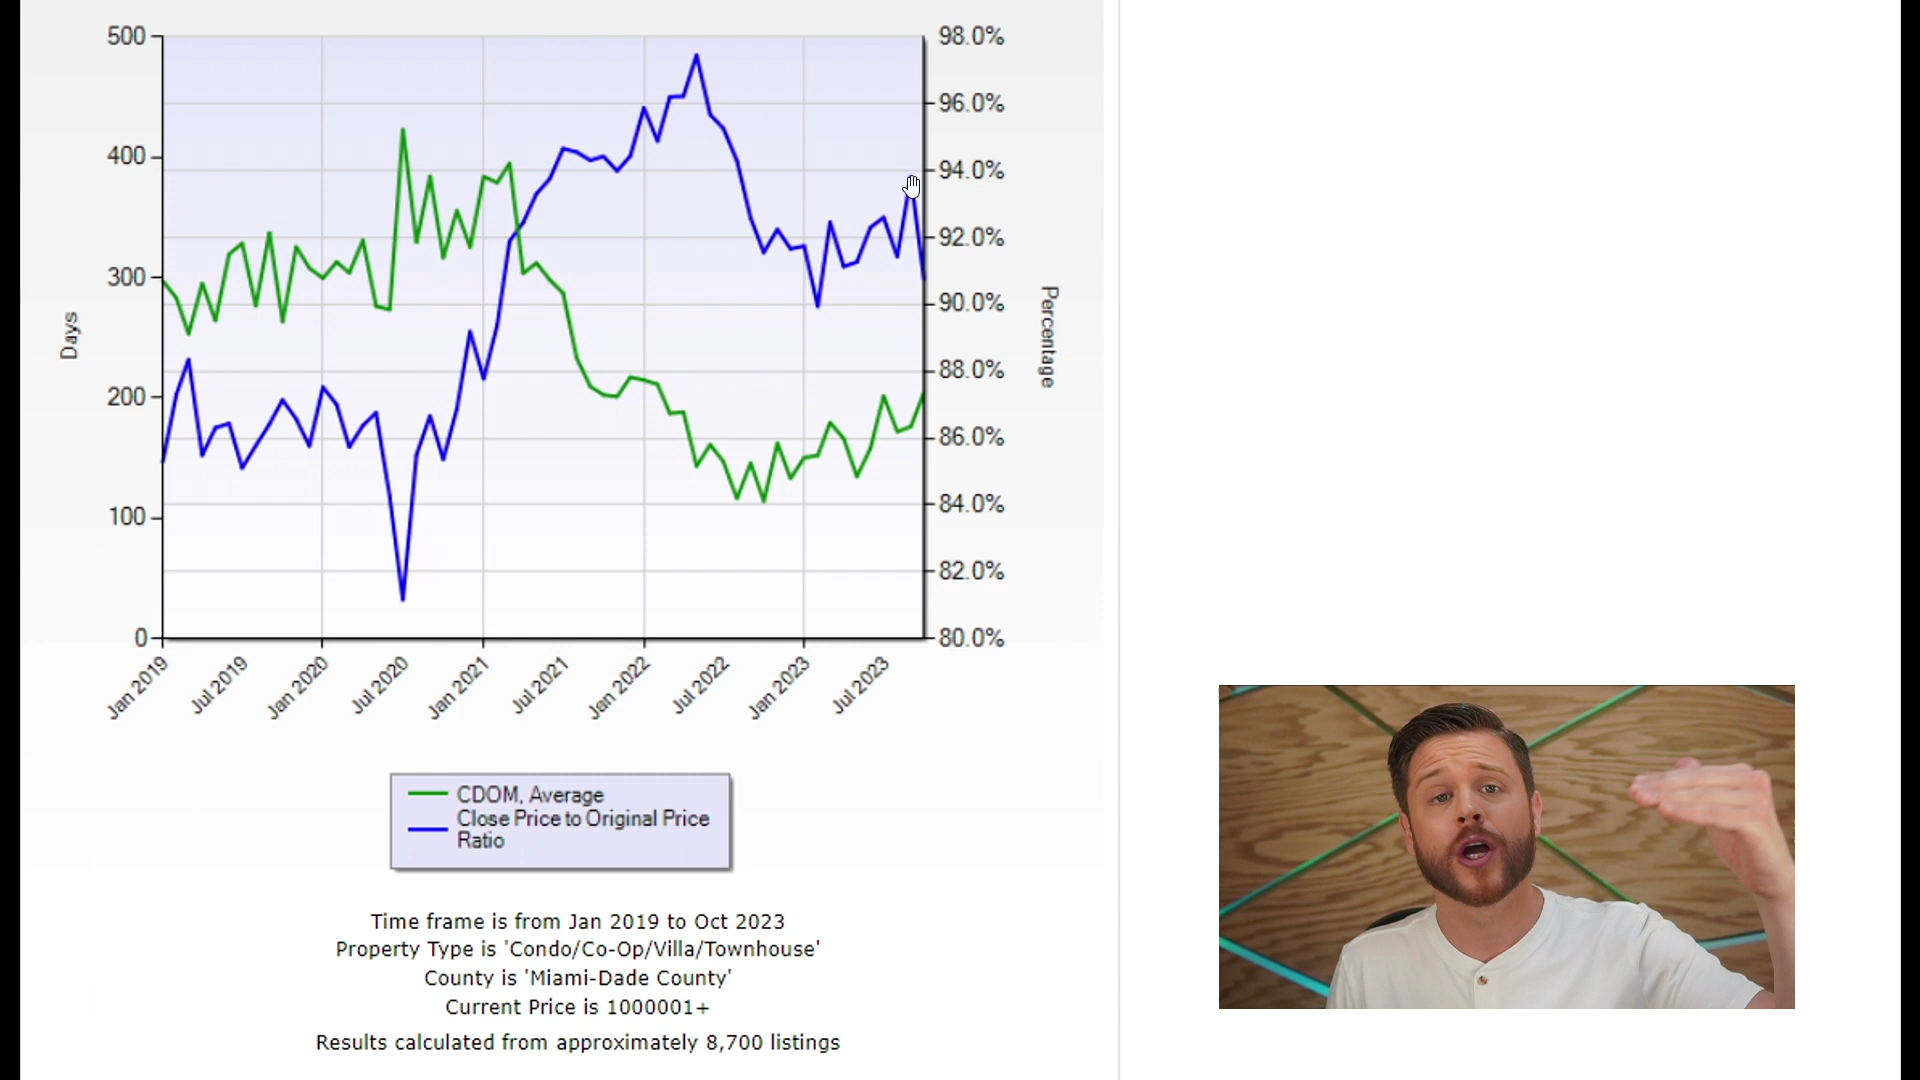 500
400
300
200
100
0
Days
98.0%
96.0%
94.0%
92.0%
90.0%
88.0%
86.0%
84.0%
82.0%
80.0%
Percentage
Jan 2019
Jul 2019
Jan 2020
Jul 2020
Jan 2021
Jul 2021
Jan 2022
Jul 2022
Jan 2023
Jul 2023
CDOM, Average
Close Price to Original Price
Ratio
Time frame is from Jan 2019 to Oct 2023
Property Type is 'Condo/Co-Op/Villa/Townhouse'
County is 'Miami-Dade County'
Current Price is 1000001+
Results calculated from approximately 8,700 listings